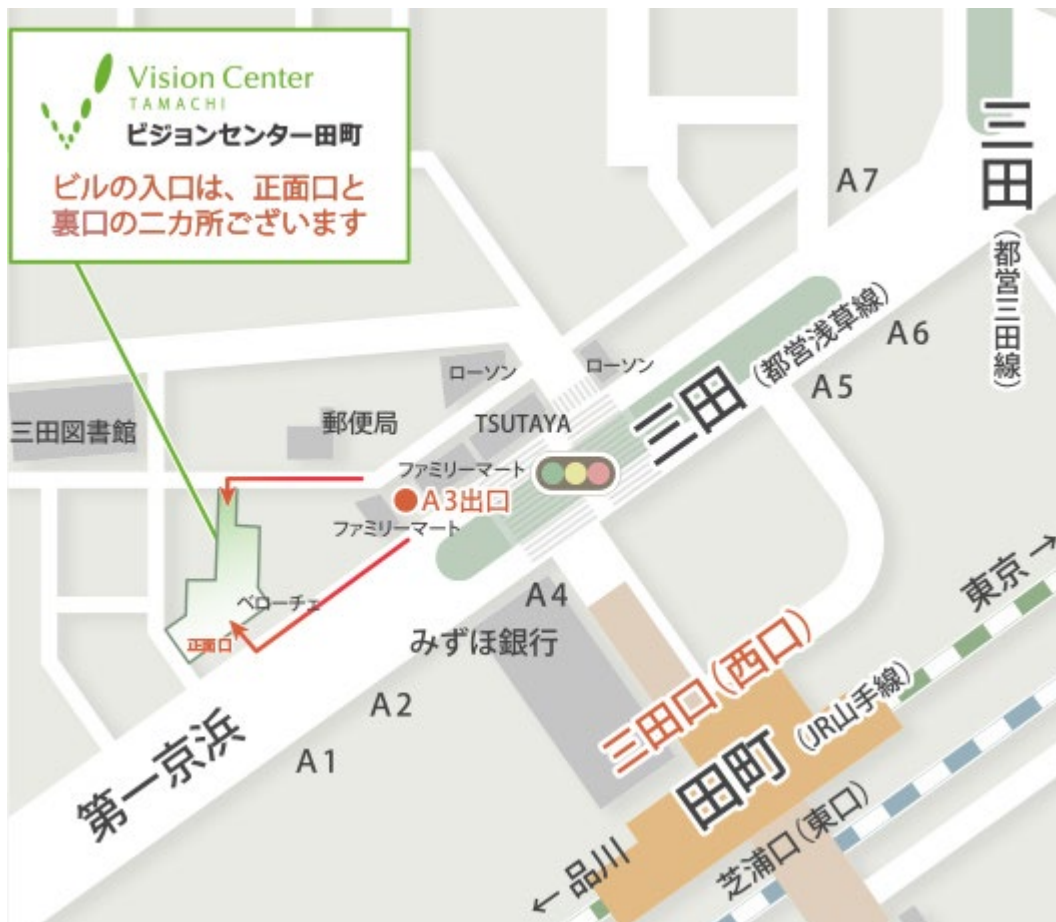 Vision Center
TAMACHI
ビジョンセンター田町
ビルの入口は、正面口と
裏口の二カ所ございます
三田
（都営三田線）
A7
A6
A5
三田（都営浅草線）
ローソン
ローソン
TSUTAYA
郵便局
三田図書館
ファミリーマート
A3出口
ファミリーマート
ベローチェ
正面口
A4
みずほ銀行
A2
A1
第一京浜
三田口（西口）
田町（JR山手線）
東京→
←品川
芝浦口（東口）